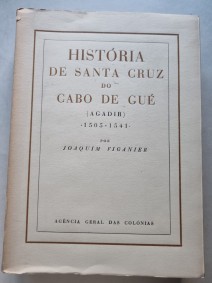 HISTÓRIA
DE SANTA CRUZ
DO
CABO DE GUÉ
(AGADIR)
·1505-1541·
POR
JOAQUIM FIGANIER
AGÊNCIA GERAL DAS COLÓNIAS